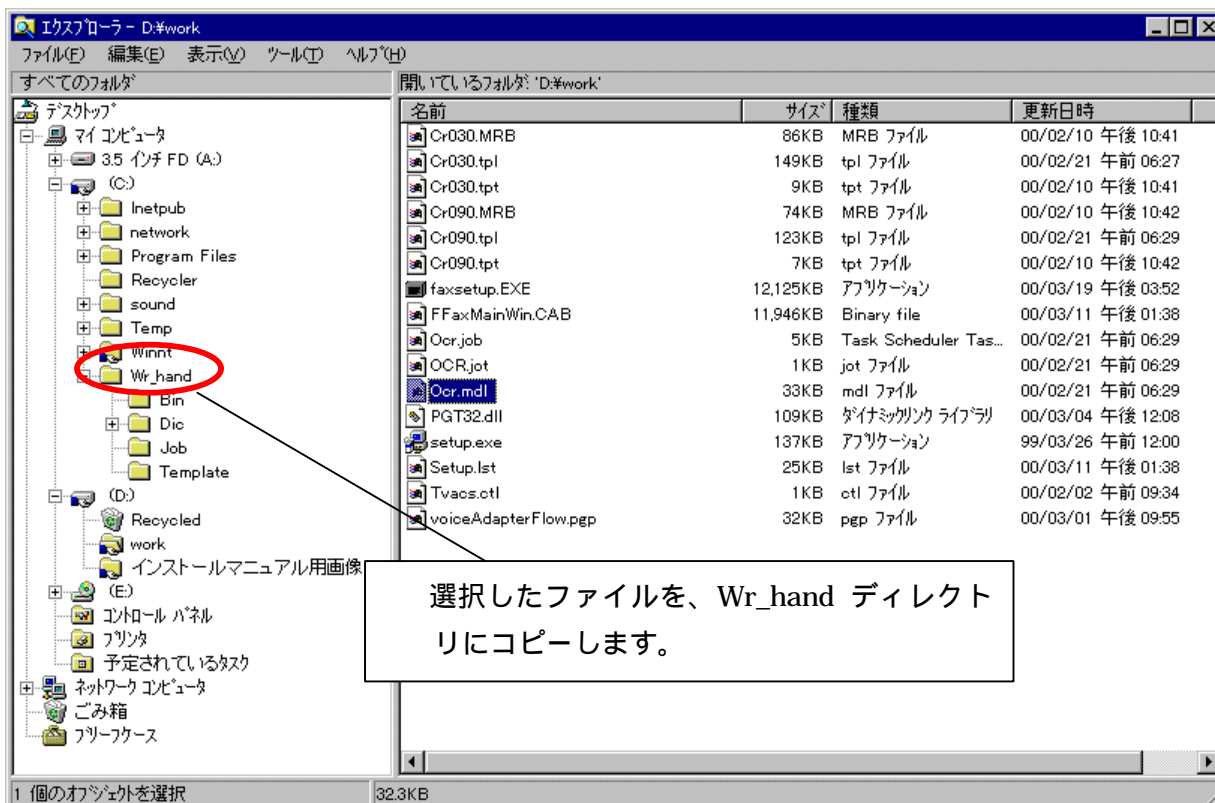 エクスプローラ - D:¥work
ファイル(F) 編集(E) 表示(V) ツール(T) ヘルプ(H)
すべてのフォルダ
開いているフォルダ: 'D:¥work'
デスクトップ
マイ コンピュータ
3.5 インチ FD (A:)
(C:)
Inetpub
network
Program Files
Recycler
sound
Temp
Winnt
Wr_hand
Bin
Dic
Job
Template
(D:)
Recycled
work
インストールマニュアル用画像
(E:)
コントロール パネル
プリンタ
予定されているタスク
ネットワーク コンピュータ
ごみ箱
ブリーフケース
名前 サイズ 種類 更新日時
Cr030.MRB 86KB MRB ファイル 00/02/10 午後 10:41
Cr030.tpl 149KB tpl ファイル 00/02/21 午前 06:27
Cr030.tpt 9KB tpt ファイル 00/02/10 午後 10:41
Cr090.MRB 74KB MRB ファイル 00/02/10 午後 10:42
Cr090.tpl 123KB tpl ファイル 00/02/21 午前 06:29
Cr090.tpt 7KB tpt ファイル 00/02/10 午後 10:42
faxsetup.EXE 12,125KB アプリケーション 00/03/19 午後 03:52
FFaxMainWin.CAB 11,946KB Binary file 00/03/11 午後 01:38
Ocr.job 5KB Task Scheduler Tas... 00/02/21 午前 06:29
OCR.jot 1KB jot ファイル 00/02/21 午前 06:29
Ocr.mdl 33KB mdl ファイル 00/02/21 午前 06:29
PGT32.dll 109KB ダイナミックリンク ライブラリ 00/03/04 午後 12:08
setup.exe 137KB アプリケーション 99/03/26 午前 12:00
Setup.lst 25KB lst ファイル 00/03/11 午後 01:38
Tvacs.ctl 1KB ctl ファイル 00/02/02 午前 09:34
voiceAdapterFlow.pgp 32KB pgp ファイル 00/03/01 午後 09:55
選択したファイルを、Wr_hand ディレクト
リにコピーします。
1 個のオブジェクトを選択 32.3KB